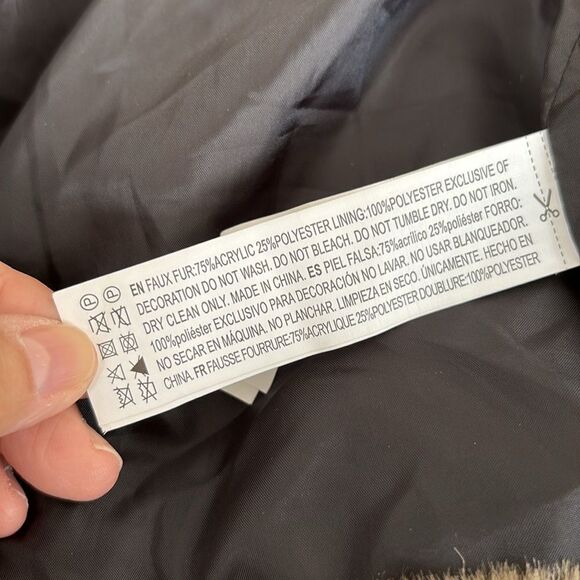 EN FAUX FUR:75%ACRYLIC 25%POLYESTER LINING:100%POLYESTER EXCLUSIVE OF
DECORATION DO NOT WASH. DO NOT BLEACH. DO NOT TUMBLE DRY. DO NOT IRON.
DRY CLEAN ONLY. MADE IN CHINA. ES PIEL FALSA:75%acrílico 25%poliéster FORRO:
100%poliéster EXCLUSIVO PARA DECORACIÓN NO LAVAR. NO USAR BLANQUEADOR.
NO SECAR EN MÁQUINA. NO PLANCHAR. LIMPIEZA EN SECO. ÚNICAMENTE. HECHO EN
CHINA. FR FAUSSE FOURRURE:75%ACRYLIQUE 25%POLYESTER DOUBLURE:100%POLYESTER
P P